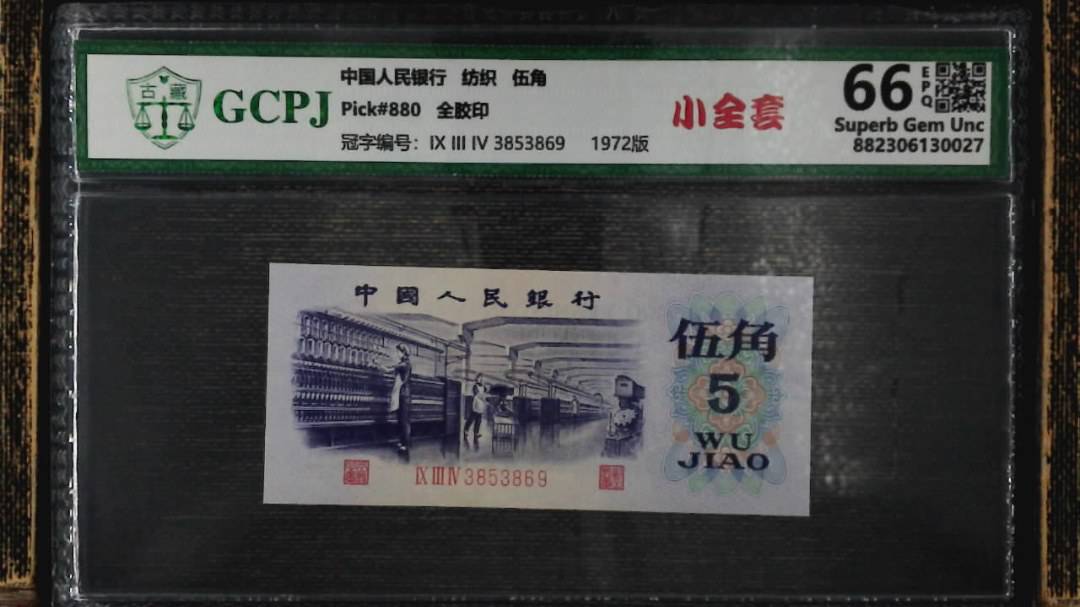 古藏
GCPJ
中国人民银行 纺织 伍角
Pick#880 全胶印
冠字编号: IX III IV 3853869 1972版
小全套
66
EPQ
Superb Gem Unc
882306130027
中國人民銀行
伍角
5
WU
JIAO
IX III IV 3853869